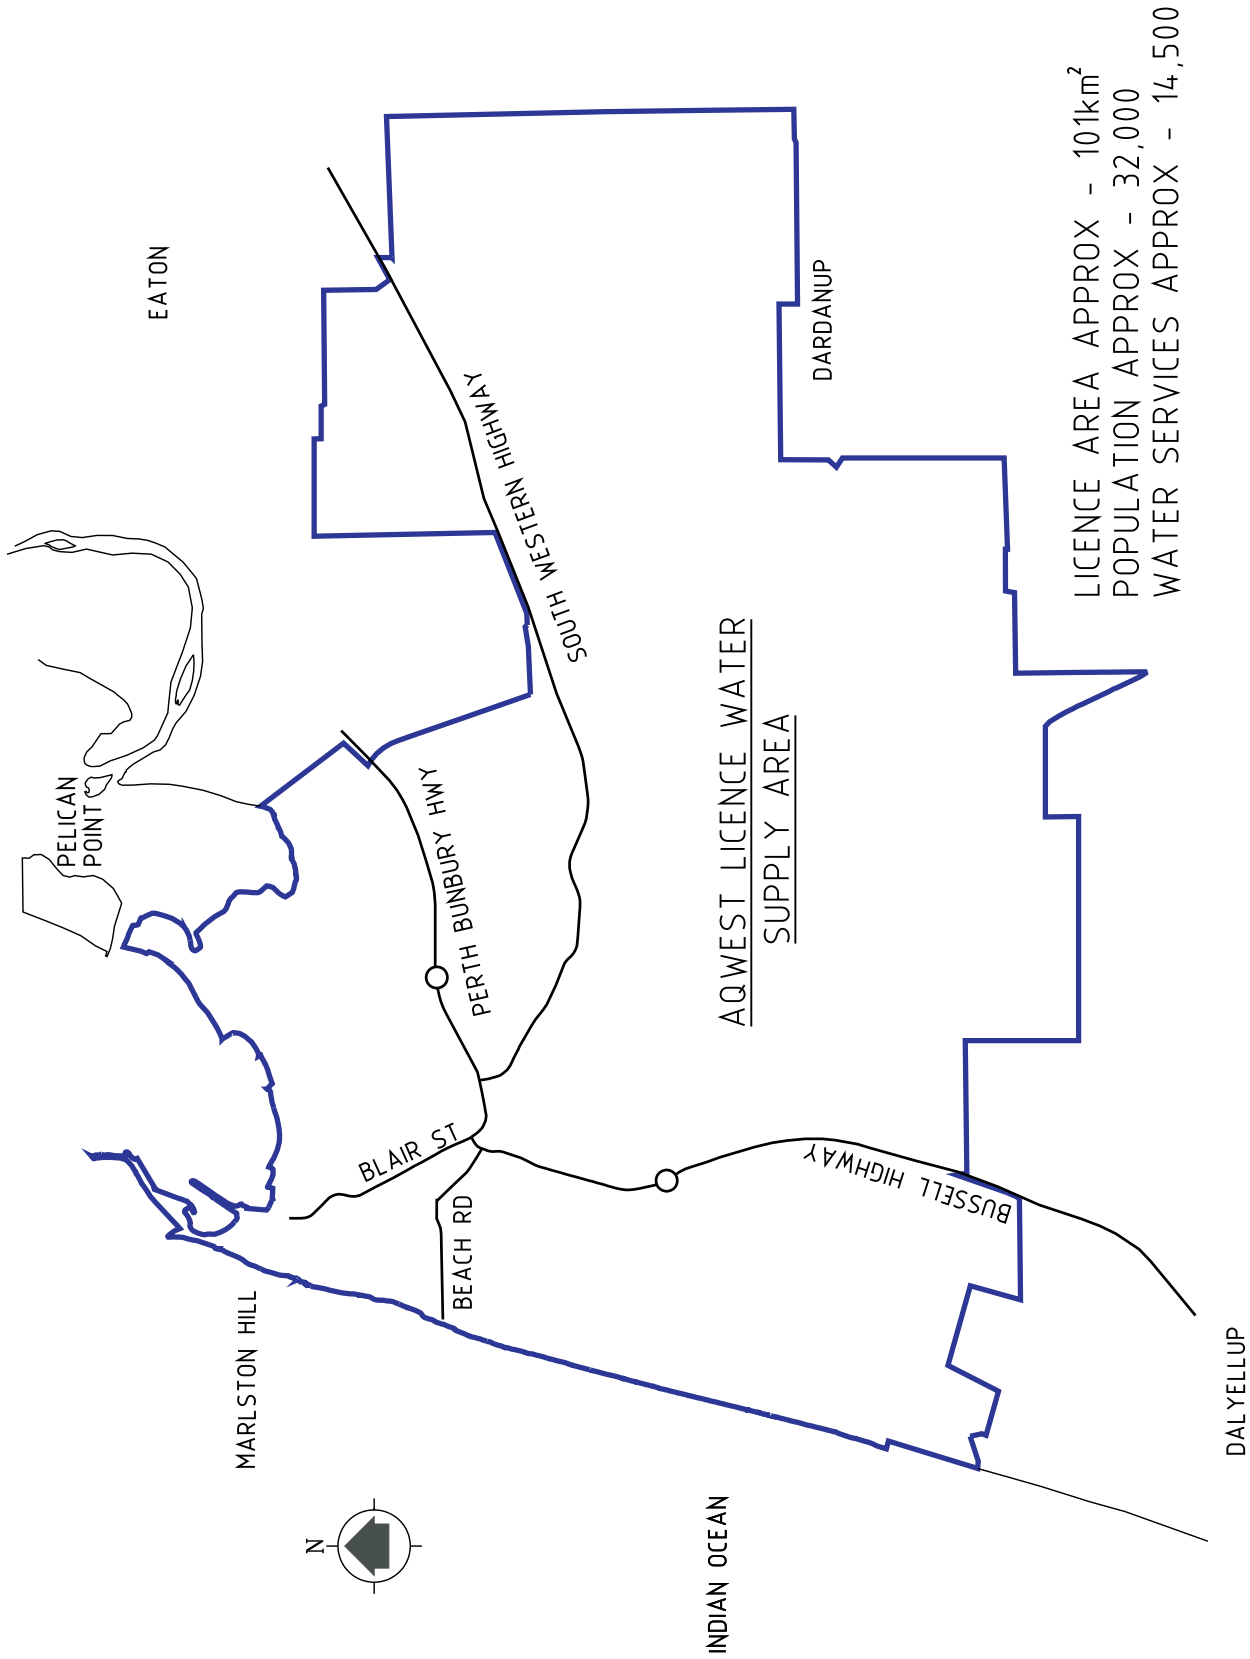 PELICAN
POINT
EATON
MARLSTON HILL
N
BLAIR ST
BEACH RD
PERTH BUNBURY HWY
SOUTH WESTERN HIGHWAY
AQWEST LICENCE WATER
SUPPLY AREA
INDIAN OCEAN
DARDANUP
BUSSELL HIGHWAY
DALYELLUP
LICENCE AREA APPROX - 101km²
POPULATION APPROX - 32,000
WATER SERVICES APPROX - 14,500